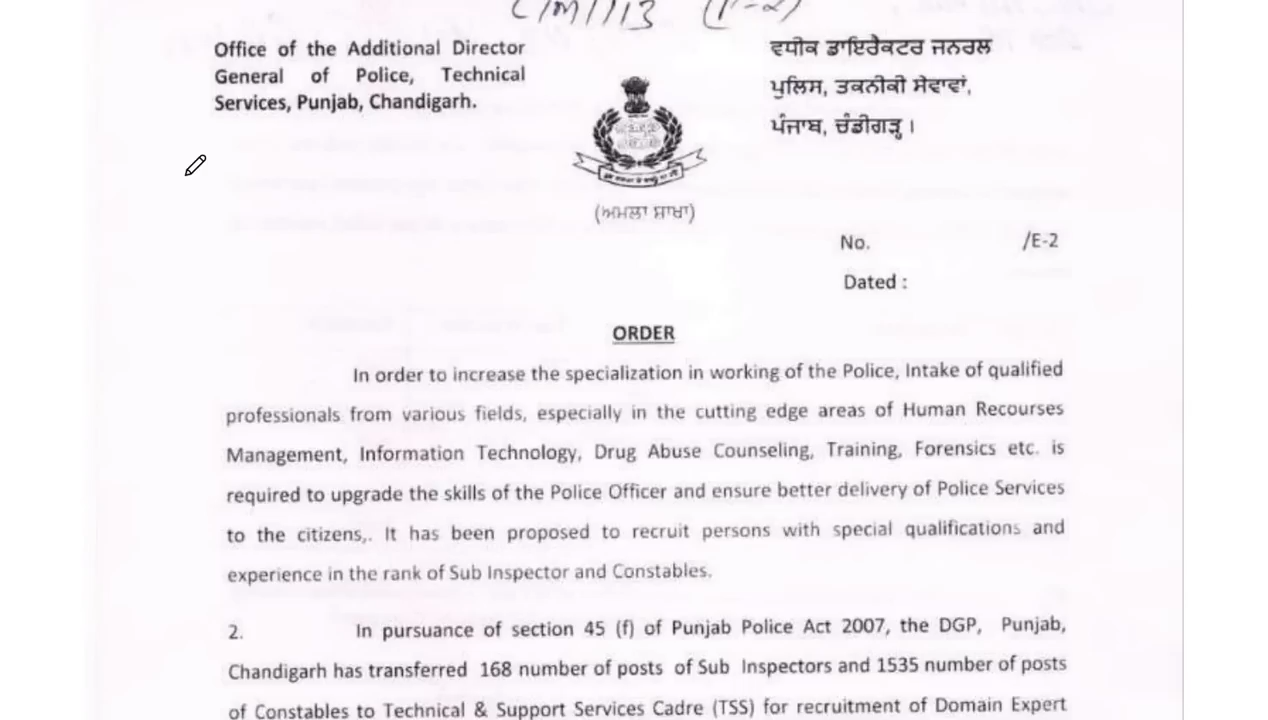 Office of the Additional Director
General of Police, Technical
Services, Punjab, Chandigarh.
ਵਧੀਕ ਡਾਇਰੈਕਟਰ ਜਨਰਲ
ਪੁਲਿਸ, ਤਕਨੀਕੀ ਸੇਵਾਵਾਂ,
ਪੰਜਾਬ, ਚੰਡੀਗੜ੍ਹ।
(ਅਮਲਾ ਸ਼ਾਖਾ)
No. /E-2
Dated :
ORDER
In order to increase the specialization in working of the Police, Intake of qualified
professionals from various fields, especially in the cutting edge areas of Human Recourses
Management, Information Technology, Drug Abuse Counseling, Training, Forensics etc. is
required to upgrade the skills of the Police Officer and ensure better delivery of Police Services
to the citizens,. It has been proposed to recruit persons with special qualifications and
experience in the rank of Sub Inspector and Constables.
2. In pursuance of section 45 (f) of Punjab Police Act 2007, the DGP, Punjab,
Chandigarh has transferred 168 number of posts of Sub Inspectors and 1535 number of posts
of Constables to Technical & Support Services Cadre (TSS) for recruitment of Domain Expert